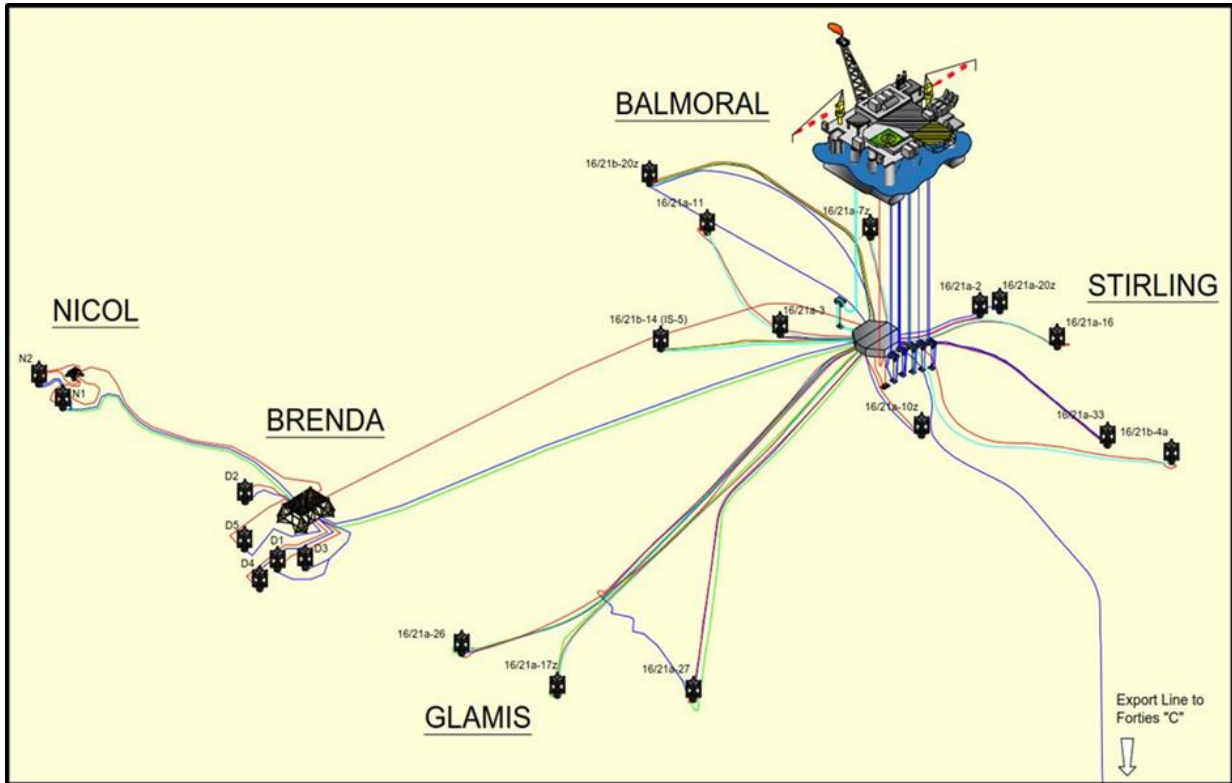 BALMORAL
16/21b-20z
16/21a-11
16/21a-7z
STIRLING
16/21a-2
16/21a-20z
16/21a-16
16/21a-3
16/21b-14 (IS-5)
NICOL
N2
N1
BRENDA
D2
D5
D1
D3
D4
16/21a-10z
16/21a-33
16/21b-4a
16/21a-26
16/21a-17z
16/21a-27
GLAMIS
Export Line to
Forties "C"